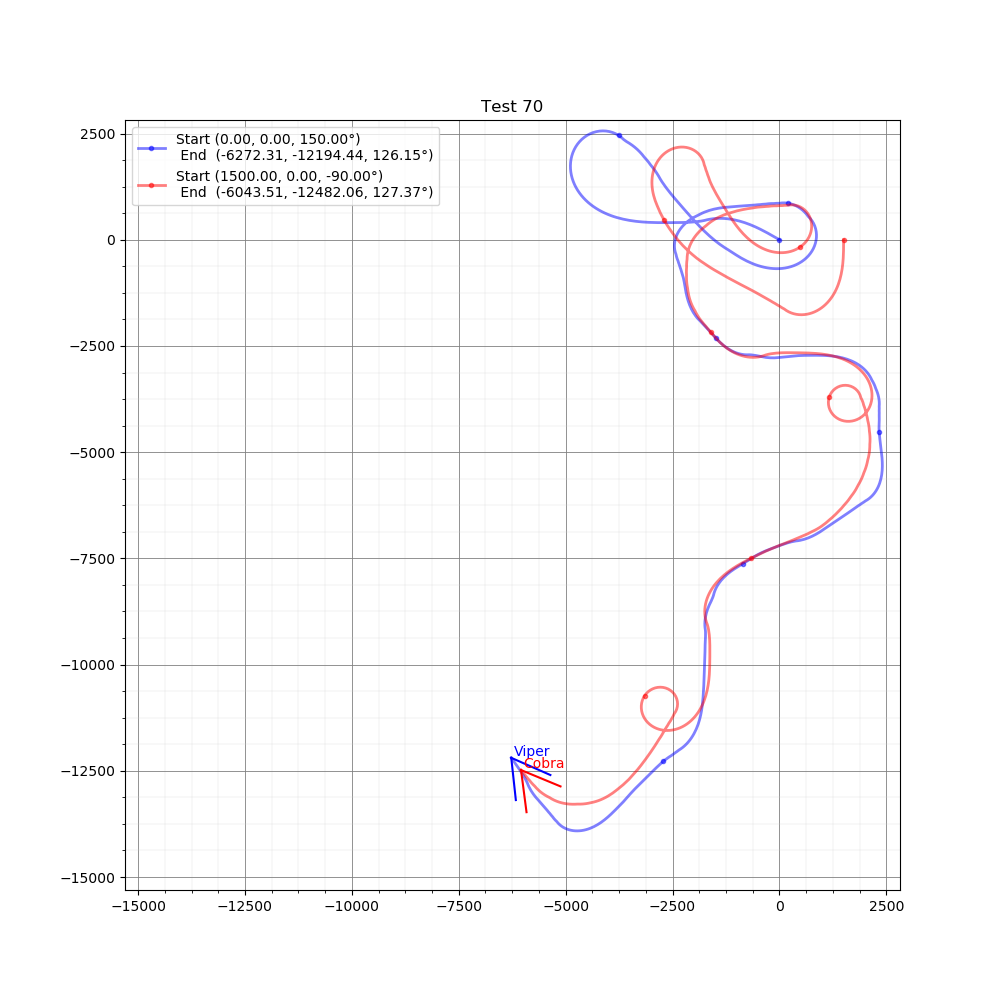 Test 70
Start (0.00, 0.00, 150.00°)
End (-6272.31, -12194.44, 126.15°)
Start (1500.00, 0.00, -90.00°)
End (-6043.51, -12482.06, 127.37°)
2500
0
−2500
−5000
−7500
−10000
−12500
−15000
Viper
Cobra
−15000 −12500 −10000 −7500 −5000 −2500 0 2500